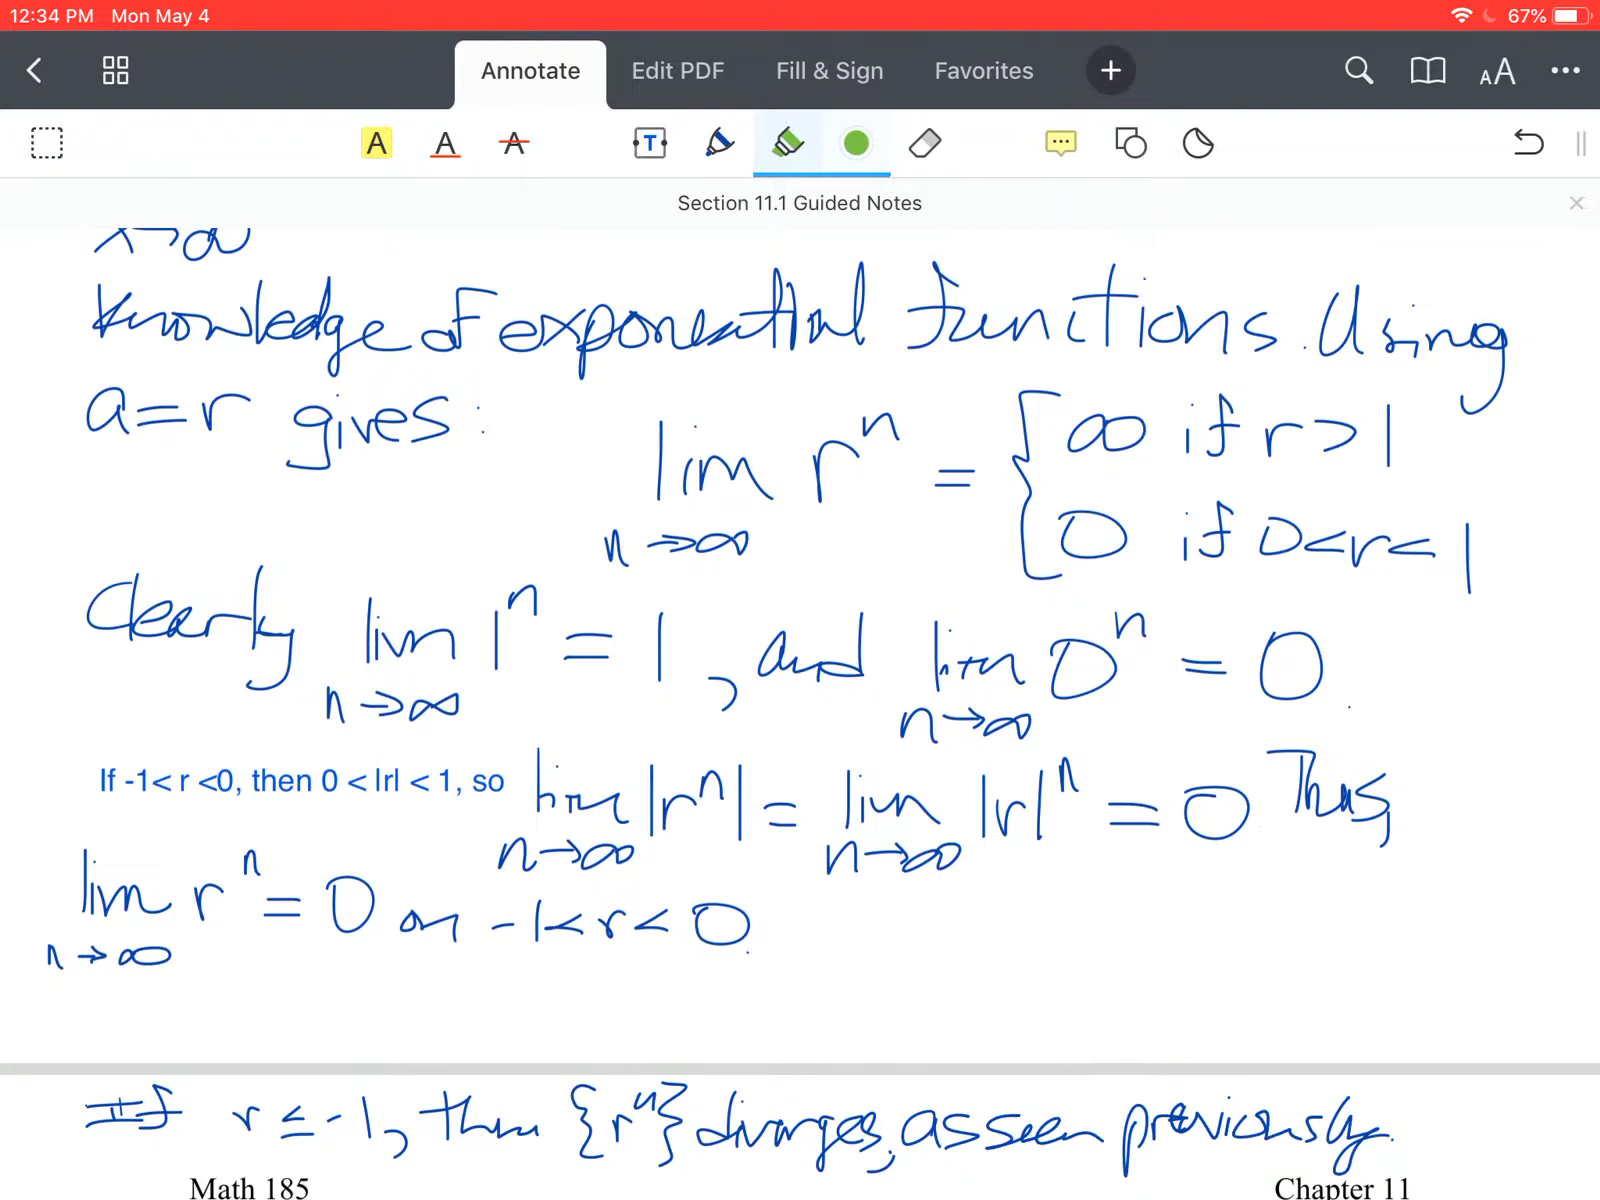 12:34 PM Mon May 4 67%
Annotate Edit PDF Fill & Sign Favorites + AA
A A A T
Section 11.1 Guided Notes ×
x→∞
knowledge of exponential functions. Using
a=r gives:
lim r^n = { ∞ if r>1
n→∞ 0 if 0<r<1
Clearly lim 1^n = 1, and lim 0^n = 0.
n→∞ n→∞
If -1< r <0, then 0 < |r| < 1, so lim |r^n| = lim |r|^n = 0 Thus,
n→∞ n→∞
lim r^n = 0 on -1<r<0.
n→∞
If r ≤ -1, then {r^n} diverges, as seen previously.
Math 185 Chapter 11